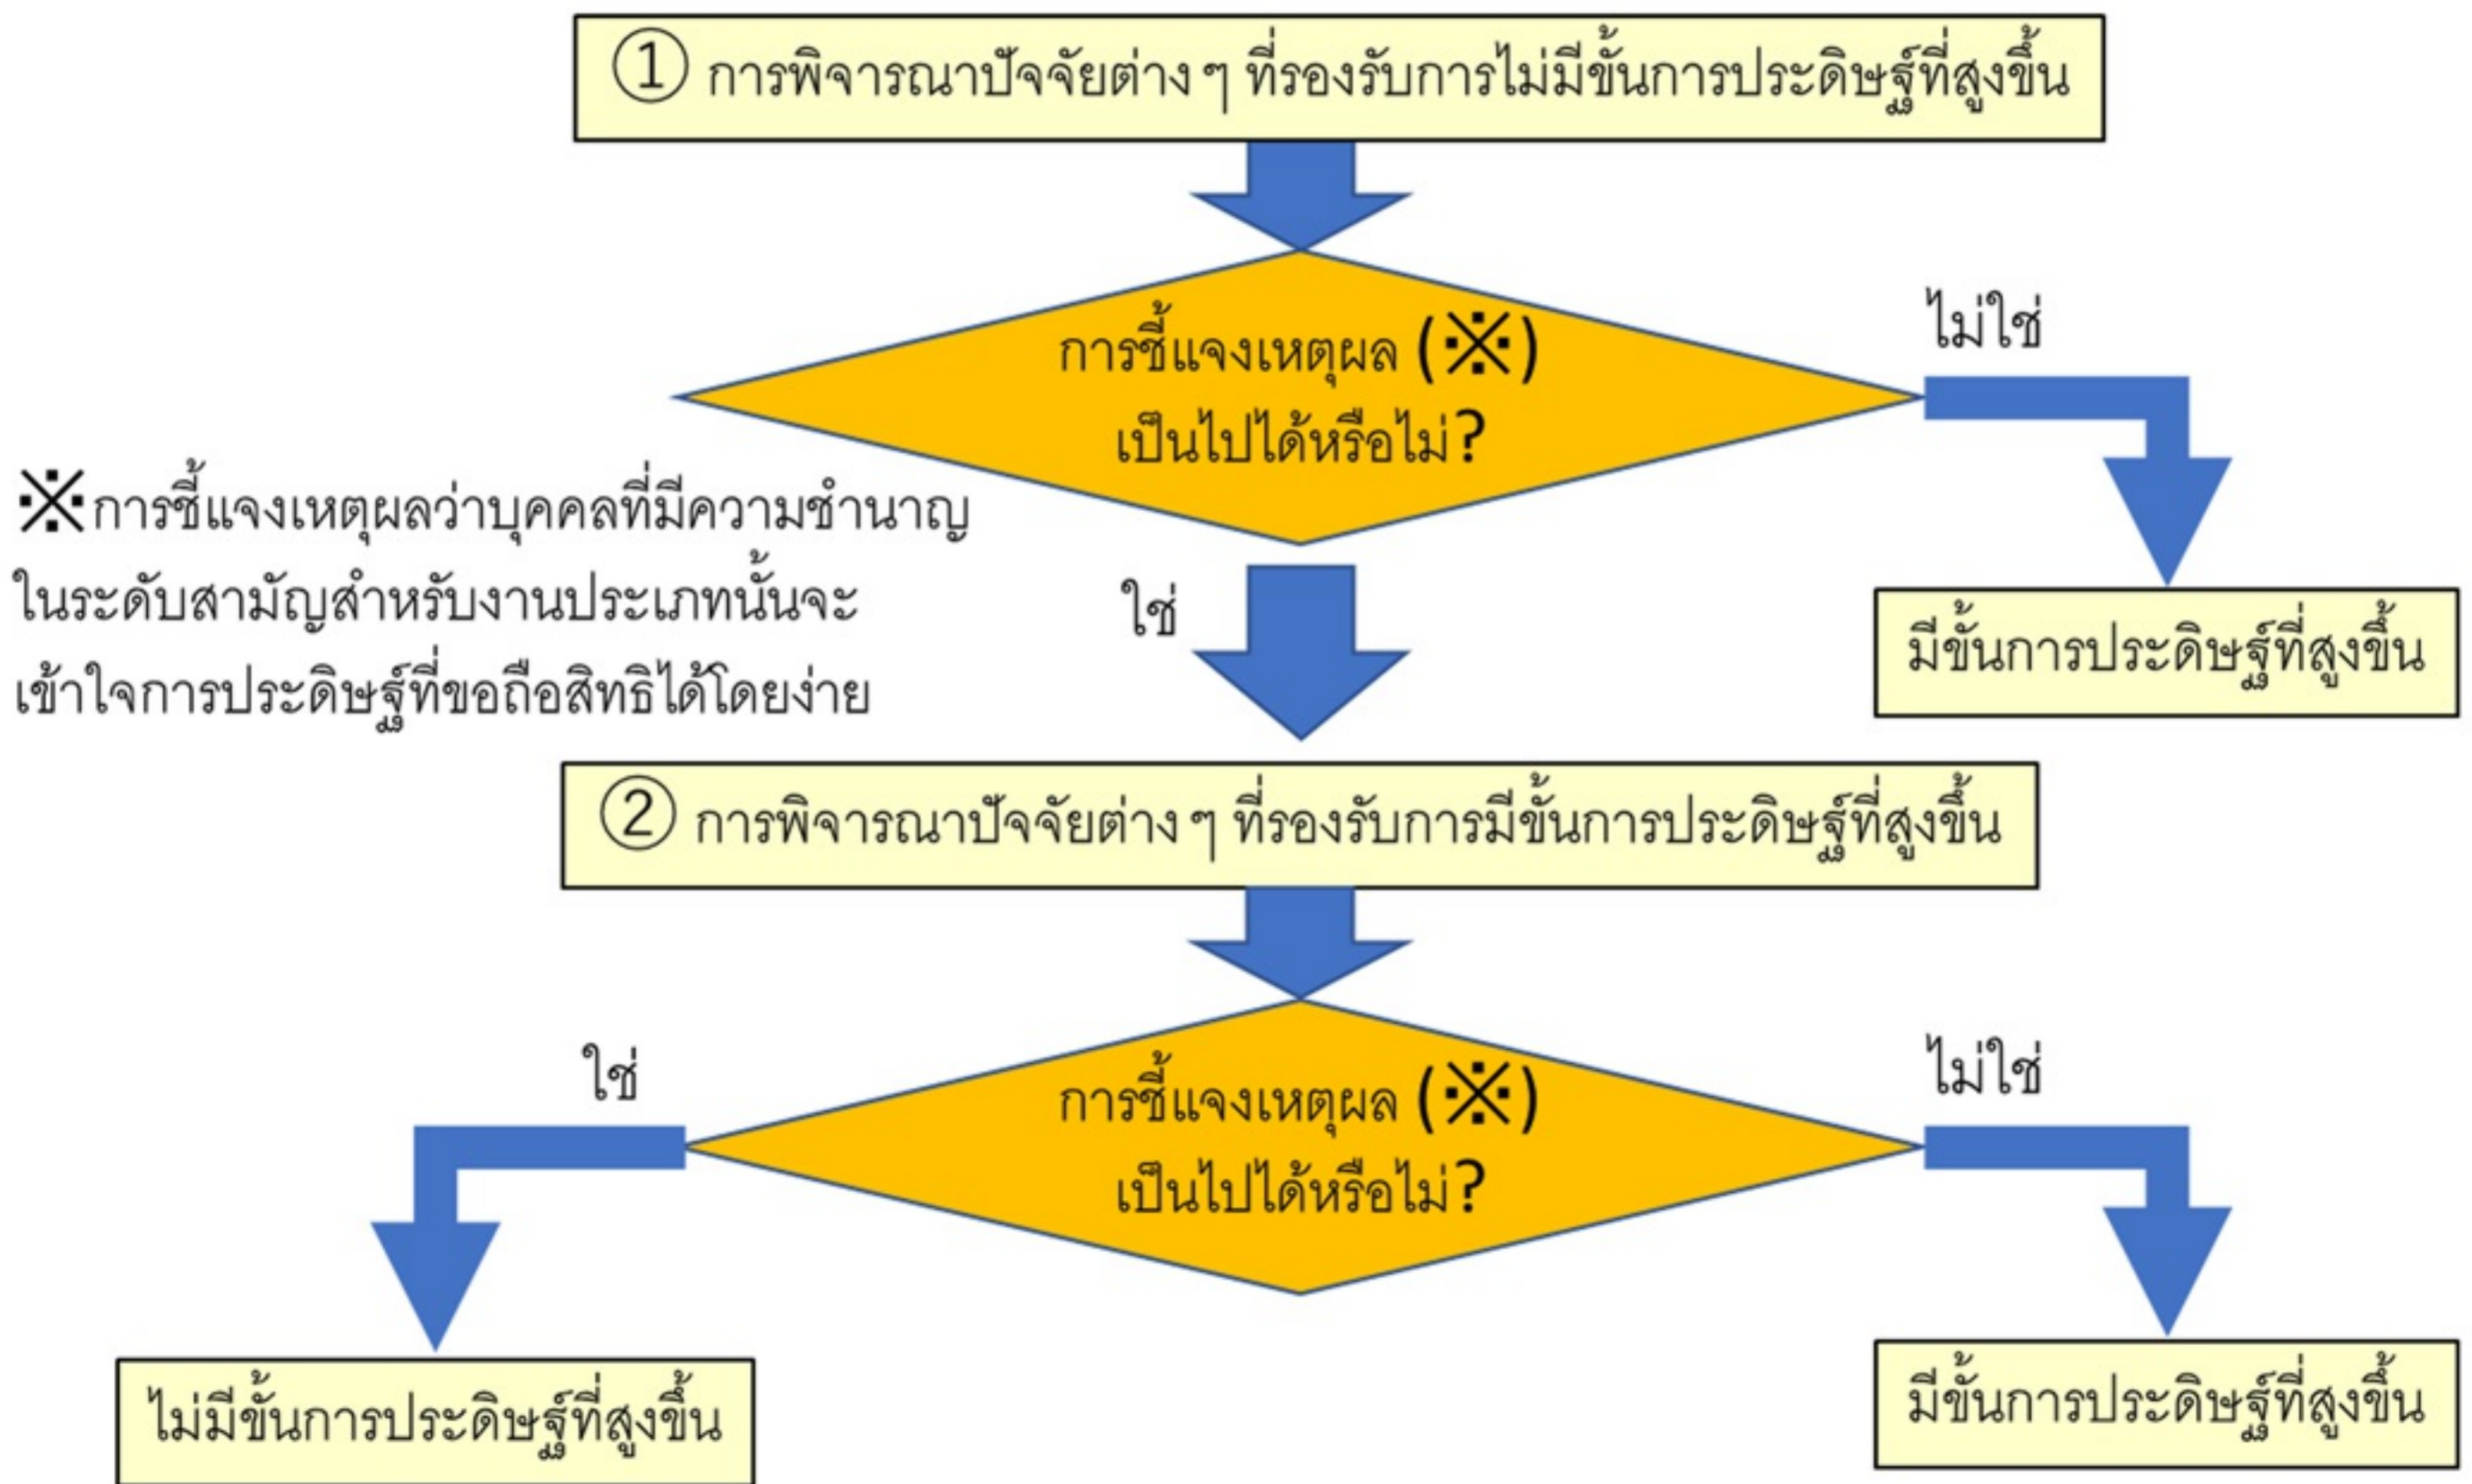 ① การพิจารณาปัจจัยต่าง ๆ ที่รองรับการไม่มีขั้นการประดิษฐ์ที่สูงขึ้น
การชี้แจงเหตุผล (※)
เป็นไปได้หรือไม่?
ไม่ใช่
※การชี้แจงเหตุผลว่าบุคคลที่มีความชำนาญ
ในระดับสามัญสำหรับงานประเภทนั้นจะ
เข้าใจการประดิษฐ์ที่ขอถือสิทธิได้โดยง่าย
ใช่
มีขั้นการประดิษฐ์ที่สูงขึ้น
② การพิจารณาปัจจัยต่าง ๆ ที่รองรับการมีขั้นการประดิษฐ์ที่สูงขึ้น
ใช่
การชี้แจงเหตุผล (※)
เป็นไปได้หรือไม่?
ไม่ใช่
ไม่มีขั้นการประดิษฐ์ที่สูงขึ้น
มีขั้นการประดิษฐ์ที่สูงขึ้น